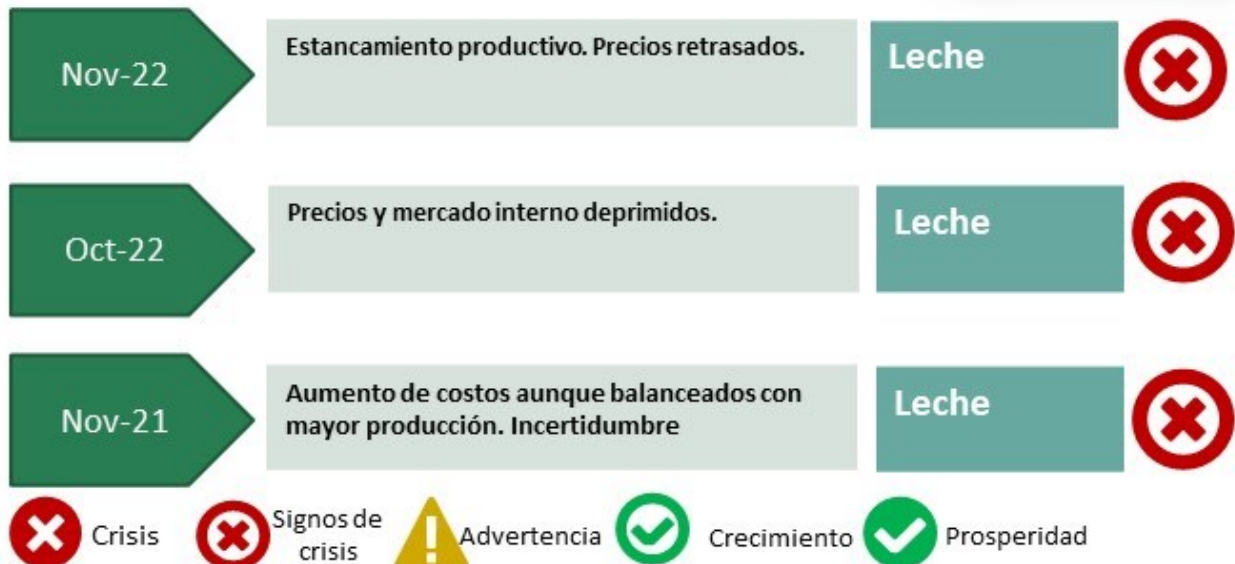 Nov-22
Estancamiento productivo. Precios retrasados.
Leche
Oct-22
Precios y mercado interno deprimidos.
Leche
Nov-21
Aumento de costos aunque balanceados con
mayor producción. Incertidumbre
Leche
Crisis
Signos de
crisis
Advertencia
Crecimiento
Prosperidad